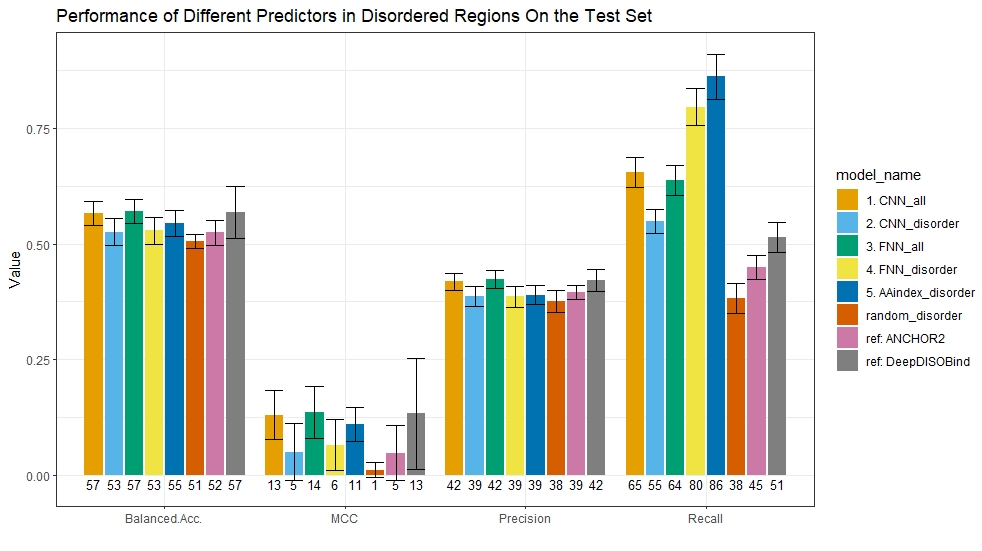 Performance of Different Predictors in Disordered Regions On the Test Set
Value
0.75
0.50
0.25
0.00
57 53 57 53 55 51 52 57
13 5 14 6 11 1 5 13
42 39 42 39 39 38 39 42
65 55 64 80 86 38 45 51
Balanced.Acc.
MCC
Precision
Recall
model_name
1. CNN_all
2. CNN_disorder
3. FNN_all
4. FNN_disorder
5. AAindex_disorder
random_disorder
ref: ANCHOR2
ref: DeepDISOBind